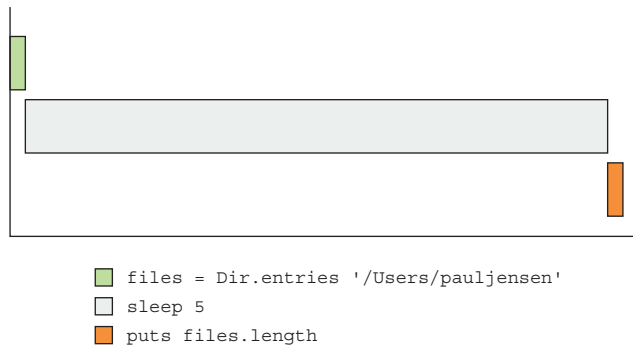 files = Dir.entries '/Users/pauljensen'
sleep 5
puts files.length